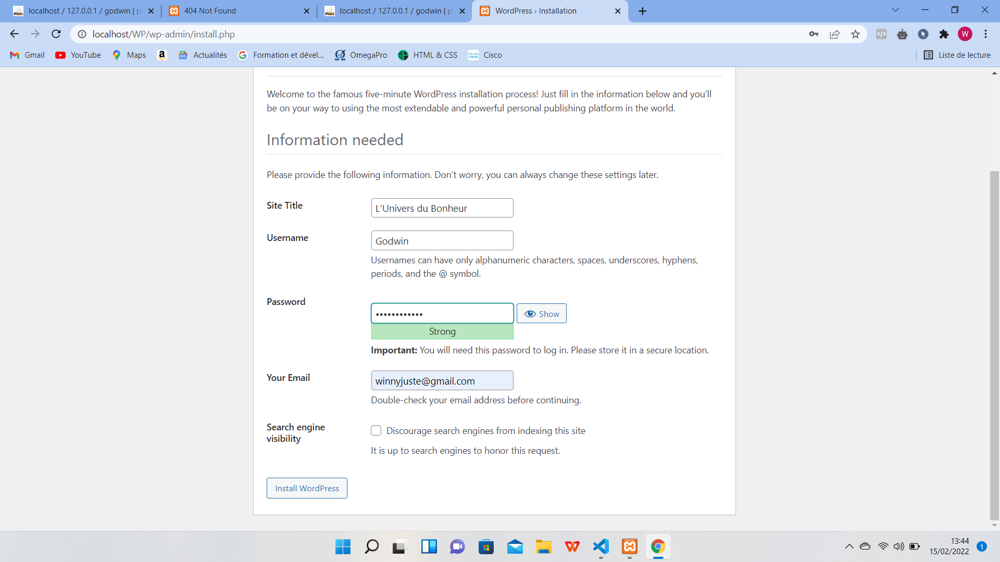 localhost / 127.0.0.1 / godwin |
404 Not Found
localhost / 127.0.0.1 / godwin |
WordPress › Installation
localhost/WP/wp-admin/install.php
W
Gmail
YouTube
Maps
Actualités
Formation et dével...
OmegaPro
HTML & CSS
Cisco
Liste de lecture
Welcome to the famous five-minute WordPress installation process! Just fill in the information below and you’ll
be on your way to using the most extendable and powerful personal publishing platform in the world.
Information needed
Please provide the following information. Don’t worry, you can always change these settings later.
Site Title
L'Univers du Bonheur
Username
Godwin
Usernames can have only alphanumeric characters, spaces, underscores, hyphens,
periods, and the @ symbol.
Password
••••••••••••
Show
Strong
Important: You will need this password to log in. Please store it in a secure location.
Your Email
winnyjuste@gmail.com
Double-check your email address before continuing.
Search engine
visibility
Discourage search engines from indexing this site
It is up to search engines to honor this request.
Install WordPress
13:44
15/02/2022
1